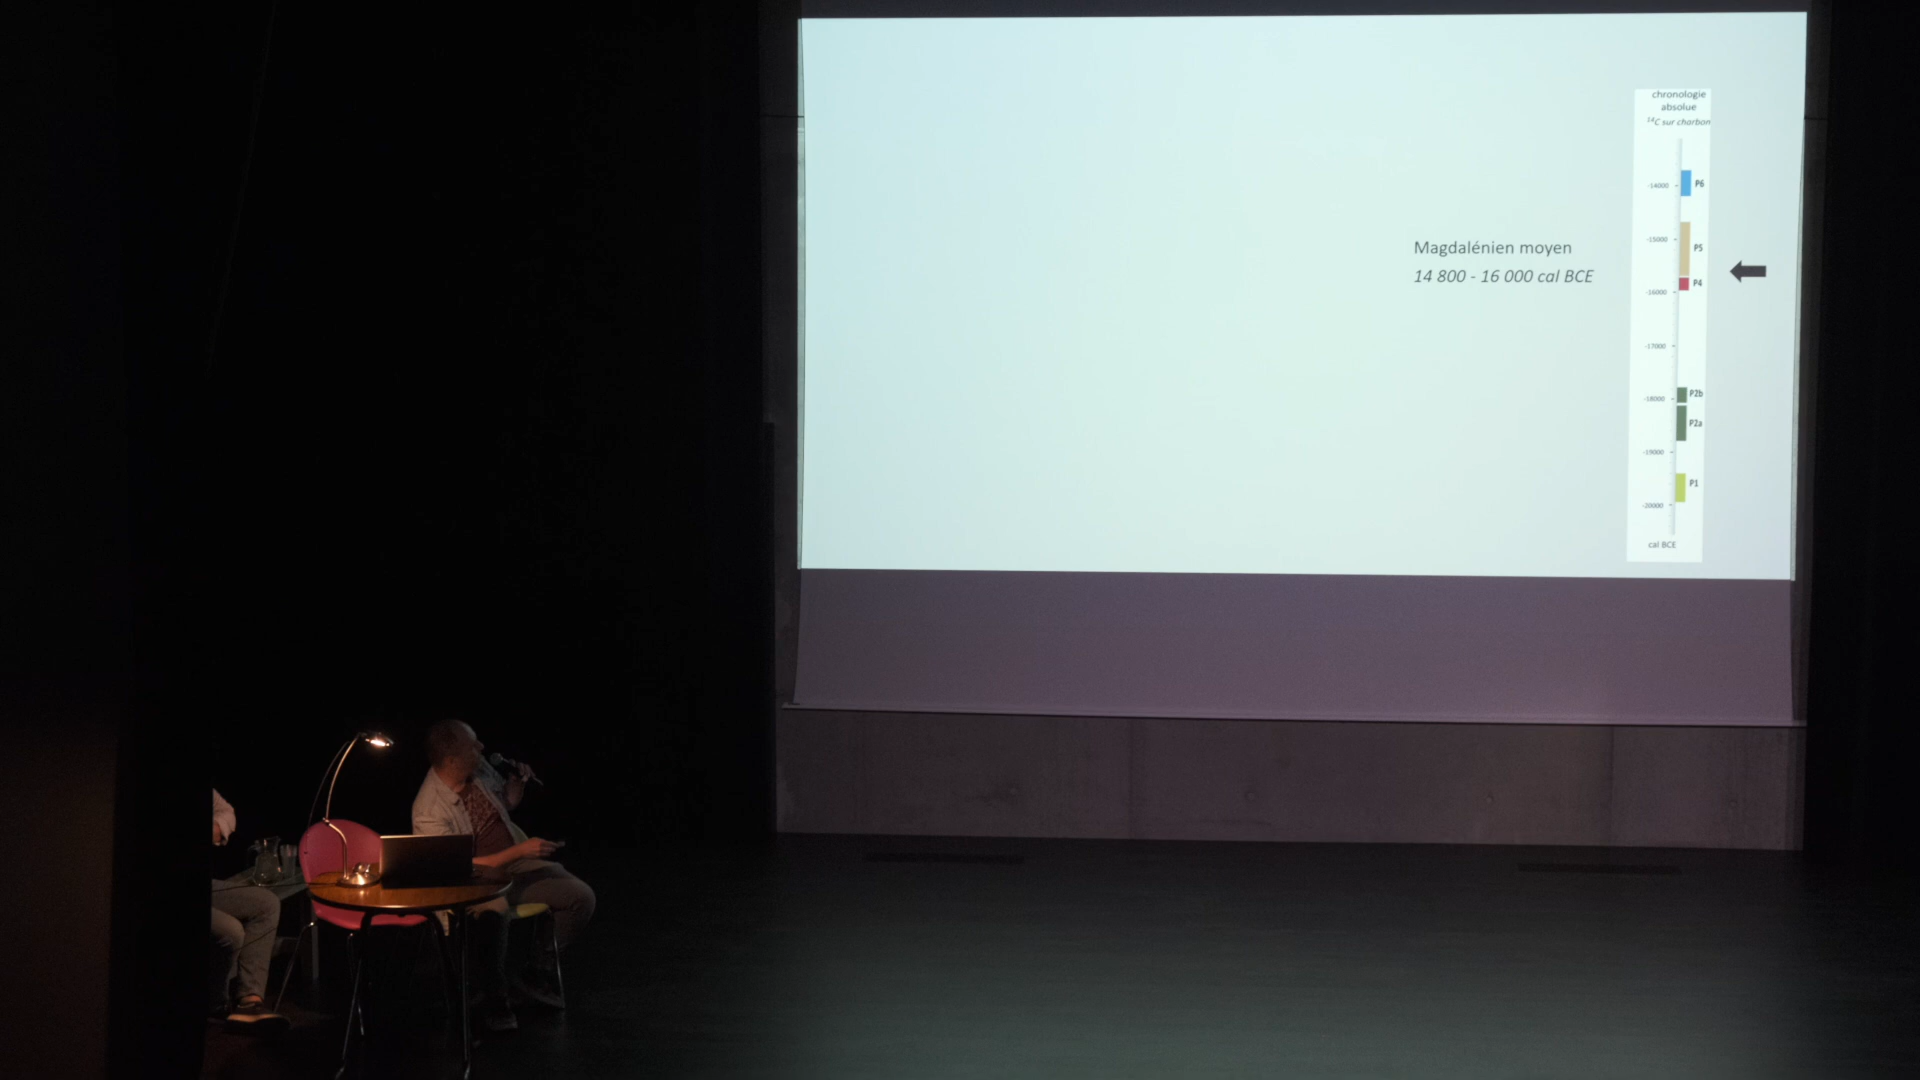 chronologie
absolue
¹⁴C sur charbon
-14000
P6
Magdalénien moyen
14 800 - 16 000 cal BCE
-15000
P5
P4
-16000
-17000
P2b
-18000
P2a
-19000
P1
-20000
cal BCE